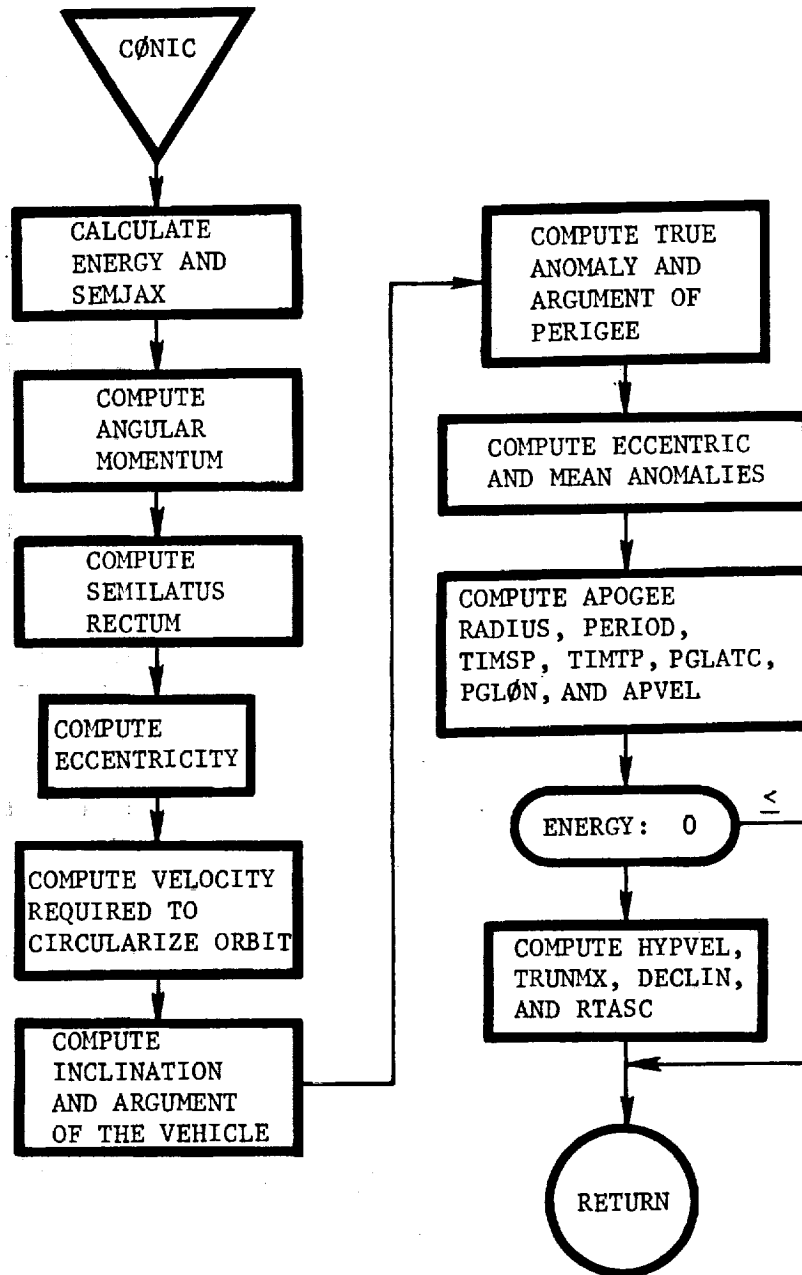 CØNIC
CALCULATE
ENERGY AND
SEMJAX
COMPUTE
ANGULAR
MOMENTUM
COMPUTE
SEMILATUS
RECTUM
COMPUTE
ECCENTRICITY
COMPUTE VELOCITY
REQUIRED TO
CIRCULARIZE ORBIT
COMPUTE
INCLINATION
AND ARGUMENT
OF THE VEHICLE
COMPUTE TRUE
ANOMALY AND
ARGUMENT OF
PERIGEE
COMPUTE ECCENTRIC
AND MEAN ANOMALIES
COMPUTE APOGEE
RADIUS, PERIOD,
TIMSP, TIMTP, PGLATC,
PGLØN, AND APVEL
ENERGY: 0
≤
COMPUTE HYPVEL,
TRUNMX, DECLIN,
AND RTASC
RETURN